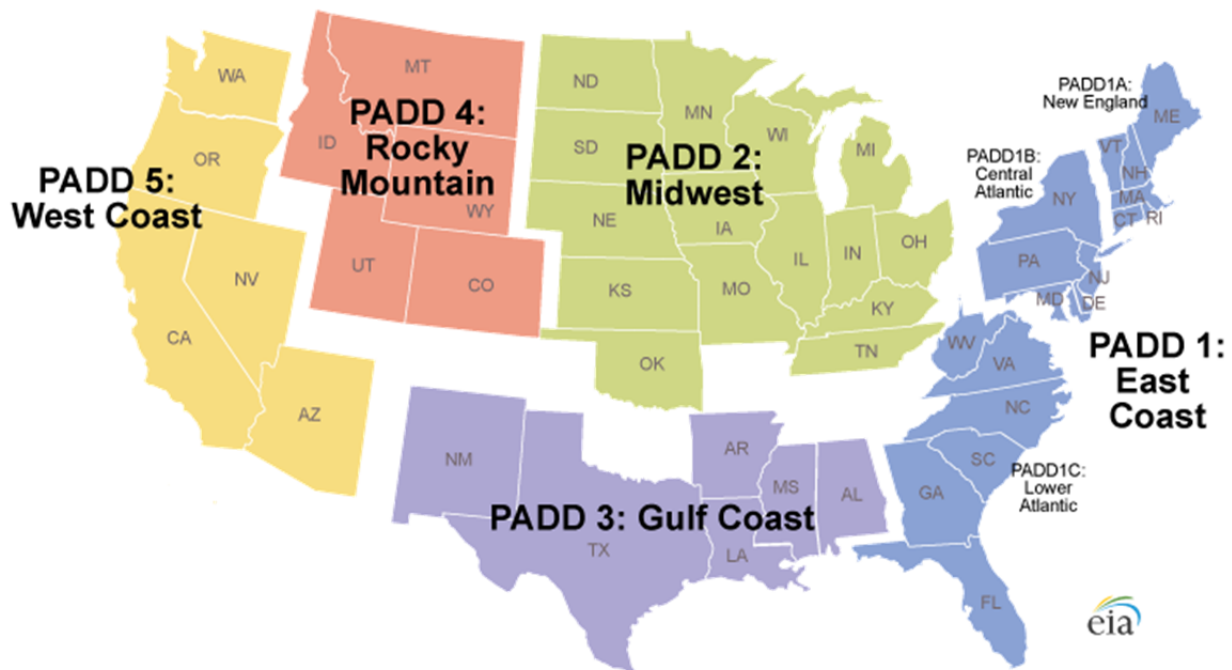 PADD 5:
West Coast
PADD 4:
Rocky
Mountain
PADD 2:
Midwest
PADD 3: Gulf Coast
PADD 1:
East
Coast
PADD1A:
New England
PADD1B:
Central
Atlantic
PADD1C:
Lower
Atlantic
WA
OR
CA
NV
AZ
MT
ID
WY
UT
CO
ND
SD
NE
KS
OK
MN
IA
MO
WI
IL
MI
IN
OH
KY
TN
NM
TX
AR
LA
MS
AL
ME
VT
NH
MA
CT
RI
NY
PA
NJ
MD
DE
WV
VA
NC
SC
GA
FL
eia